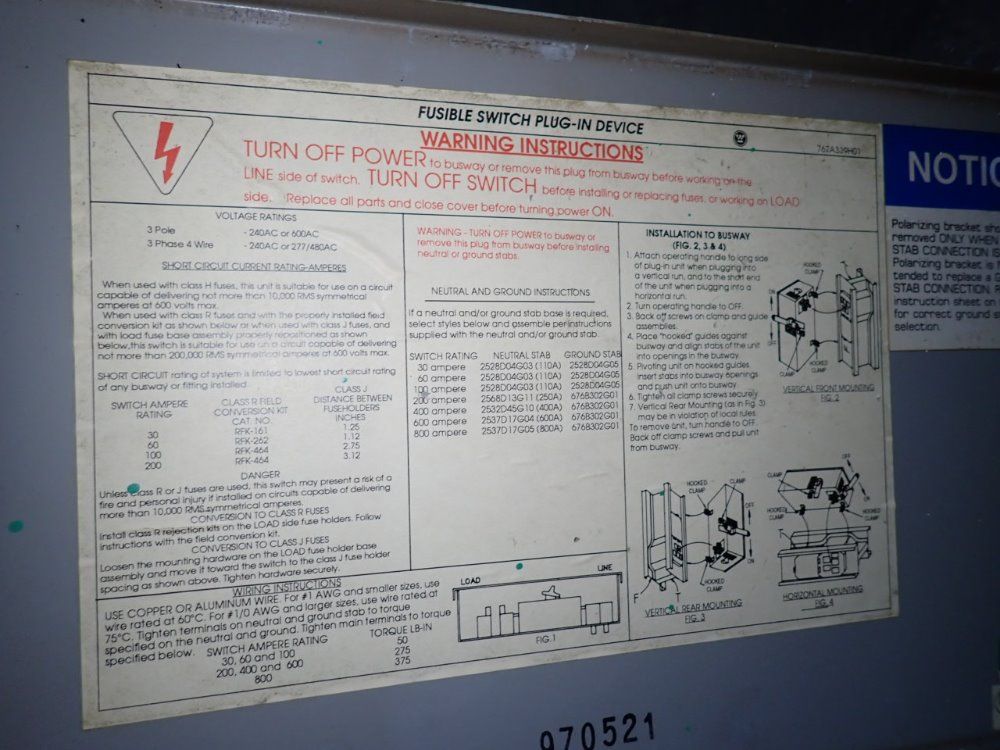 FUSIBLE SWITCH PLUG-IN DEVICE
WARNING INSTRUCTIONS
762A339H01
TURN OFF POWER to busway or remove this plug from busway before working on the
LINE side of switch. TURN OFF SWITCH before installing or replacing fuses, or working on LOAD
side. Replace all parts and close cover before turning power ON.
VOLTAGE RATINGS
3 Pole - 240AC or 600AC
3 Phase 4 Wire - 240AC or 277/480AC
SHORT CIRCUIT CURRENT RATING-AMPERES
When used with class H fuses, this unit is suitable for use on a circuit
capable of delivering not more than 10,000 RMS symmetrical
amperes at 600 volts max.
When used with class R fuses and with the properly installed field
conversion kit as shown below or when used with class J fuses, and
with load fuse base assembly properly repositioned as shown
below, this switch is suitable for use on a circuit capable of delivering
not more than 200,000 RMS symmetrical amperes at 600 volts max.
SHORT CIRCUIT rating of system is limited to lowest short circuit rating
of any busway or fitting installed.
SWITCH AMPERE RATING CLASS R FIELD CONVERSION KIT CAT. NO. CLASS J DISTANCE BETWEEN FUSEHOLDERS INCHES
30 RFK-161 1.25
60 RFK-262 1.12
100 RFK-464 2.75
200 RFK-464 3.12
DANGER
Unless class R or J fuses are used, this switch may present a risk of a
fire and personal injury if installed on circuits capable of delivering
more than 10,000 RMS symmetrical amperes.
CONVERSION TO CLASS R FUSES
Install class R rejection kits on the LOAD side fuse holders. Follow
instructions with the field conversion kit.
CONVERSION TO CLASS J FUSES
Loosen the mounting hardware on the LOAD fuse holder base
assembly and move it toward the switch to the class J fuse holder
spacing as shown above. Tighten hardware securely.
WIRING INSTRUCTIONS
USE COPPER OR ALUMINUM WIRE. For #1 AWG and smaller sizes, use
wire rated at 60°C. For #1/0 AWG and larger sizes, use wire rated at
75°C. Tighten terminals on neutral and ground stab to torque
specified on the neutral and ground. Tighten main terminals to torque
specified below.
SWITCH AMPERE RATING TORQUE LB-IN
30, 60 and 100 50
200, 400 and 600 275
800 375
WARNING - TURN OFF POWER to busway or
remove this plug from busway before installing
neutral or ground stabs.
NEUTRAL AND GROUND INSTRUCTIONS
If a neutral and/or ground stab base is required,
select styles below and assemble per instructions
supplied with the neutral and/or ground stab.
SWITCH RATING NEUTRAL STAB GROUND STAB
30 ampere 2528D04G03 (110A) 2528D04G05
60 ampere 2528D04G03 (110A) 2528D04G05
100 ampere 2528D04G03 (110A) 2528D04G05
200 ampere 2568D13G11 (250A) 676B302G01
400 ampere 2532D45G10 (400A) 676B302G01
600 ampere 2537D17G04 (600A) 676B302G01
800 ampere 2537D17G05 (800A) 676B302G01
LOAD LINE
FIG.1
INSTALLATION TO BUSWAY
(FIG. 2, 3 & 4)
1. Attach operating handle to long side
of plug-in unit when plugging into
a vertical run, and to the short end
of the unit when plugging into a
horizontal run.
2. Turn operating handle to OFF.
3. Back off screws on clamp and guide
assemblies.
4. Place "hooked" guides against
busway and align stabs of the unit
into openings in the busway.
5. Pivoting unit on hooked guides
insert stabs into busway openings
and push unit onto busway.
6. Tighten all clamp screws securely.
7. Vertical Rear Mounting (as in Fig. 3)
may be in violation of local rules.
To remove unit, turn handle to OFF.
Back off clamp screws and pull unit
from busway.
HOOKED
CLAMP
T
ON
OFF
CLAMP
HOOKED
CLAMP
VERTICAL FRONT MOUNTING
FIG. 2
HOOKED
CLAMP
CLAMP
OFF
ON
HOOKED
CLAMP
F
T
VERTICAL REAR MOUNTING
FIG. 3
CLAMP
CLAMP
OFF
ON
HOOKED
CLAMP
HOOKED
CLAMP
T
HORIZONTAL MOUNTING
FIG. 4
NOTIC
Polarizing bracket sho
removed ONLY WHEN
STAB CONNECTION IS
Polarizing bracket is
tended to replace a
STAB CONNECTION.
instruction sheet on
for correct ground s
selection.
970521